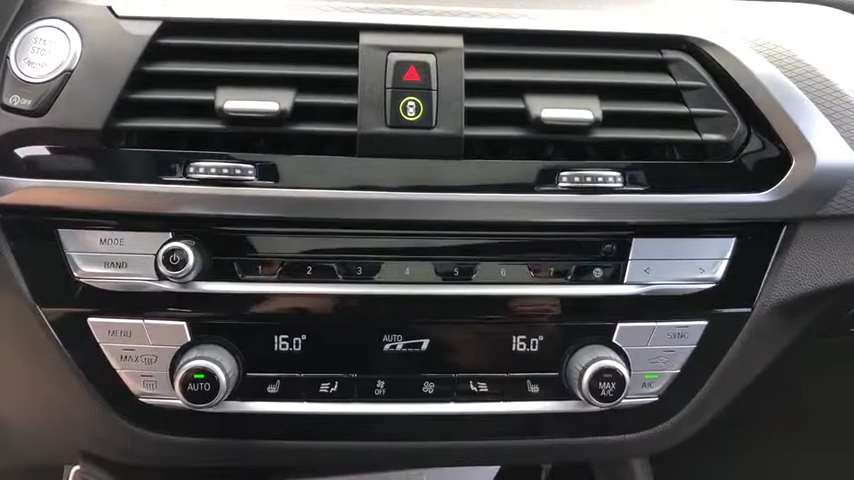 START
STOP
ENGINE
OFF
MODE
BAND
1 2 3 4 5 6 7
MENU
MAX
AUTO
16.0°
AUTO
16.0°
OFF
SYNC
MAX
A/C
A/C